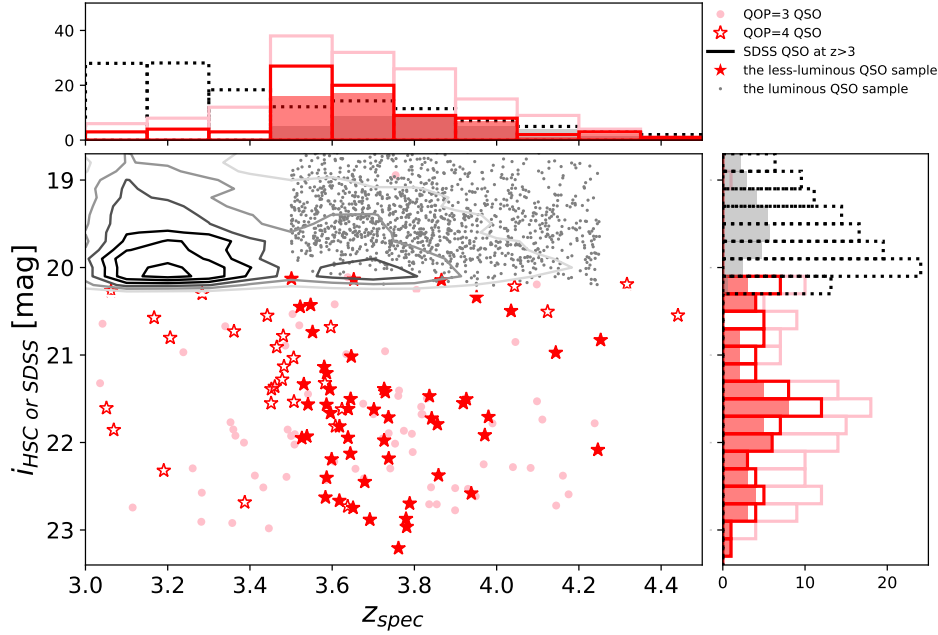 40
20
0
QOP=3 QSO
QOP=4 QSO
SDSS QSO at z>3
the less-luminous QSO sample
the luminous QSO sample
19
20
21
22
23
i_HSC or SDSS [mag]
3.0 3.2 3.4 3.6 3.8 4.0 4.2 4.4
z_spec
0 10 20